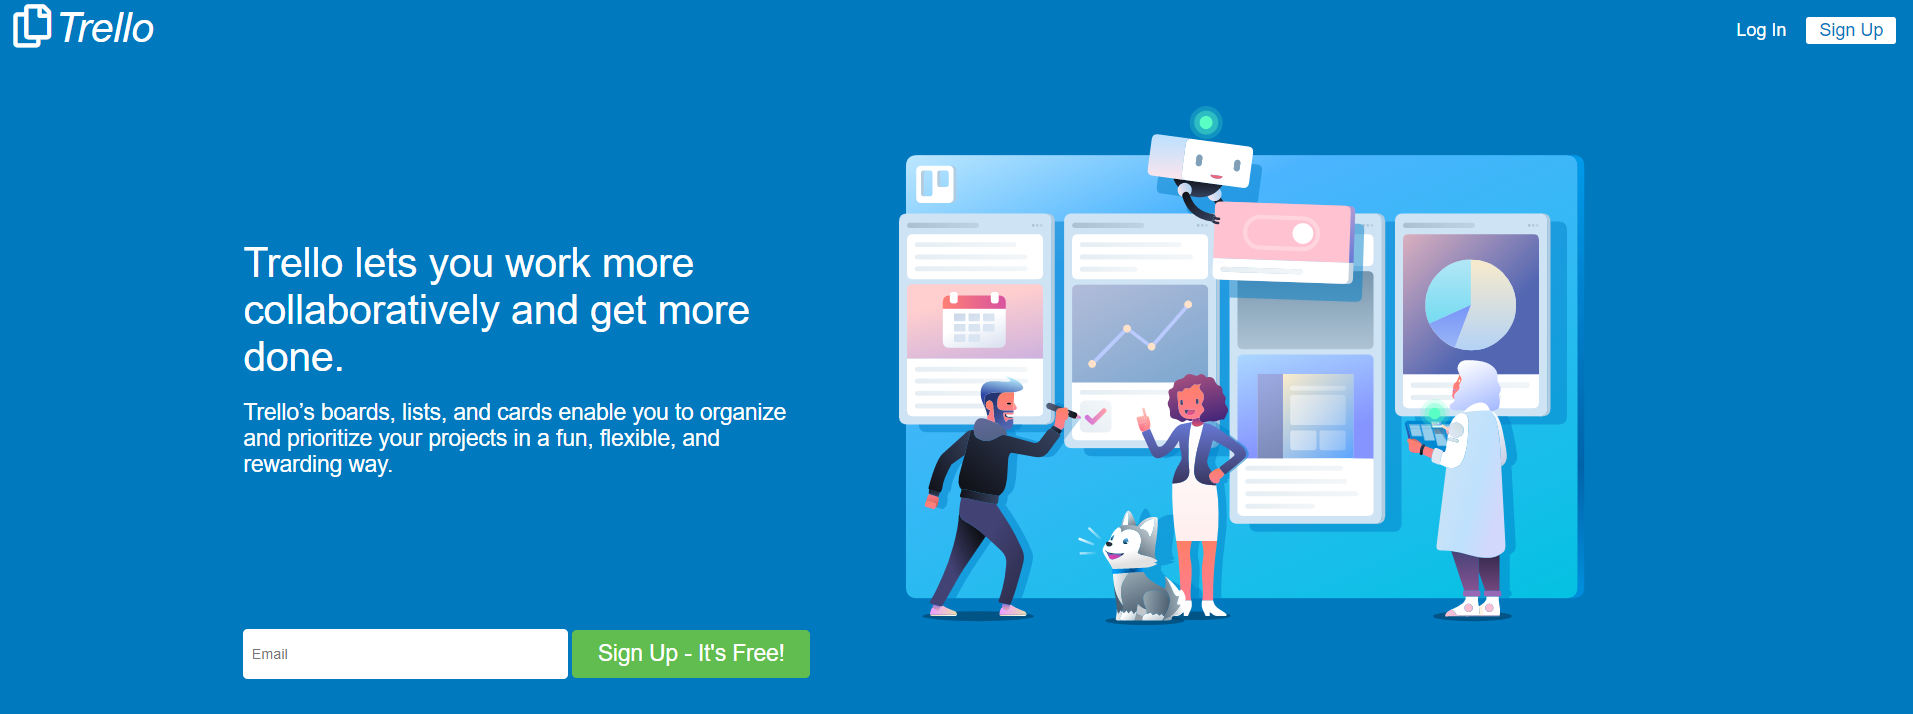 Trello
Log In
Sign Up
Trello lets you work more
collaboratively and get more
done.
Trello’s boards, lists, and cards enable you to organize
and prioritize your projects in a fun, flexible, and
rewarding way.
Email
Sign Up - It's Free!